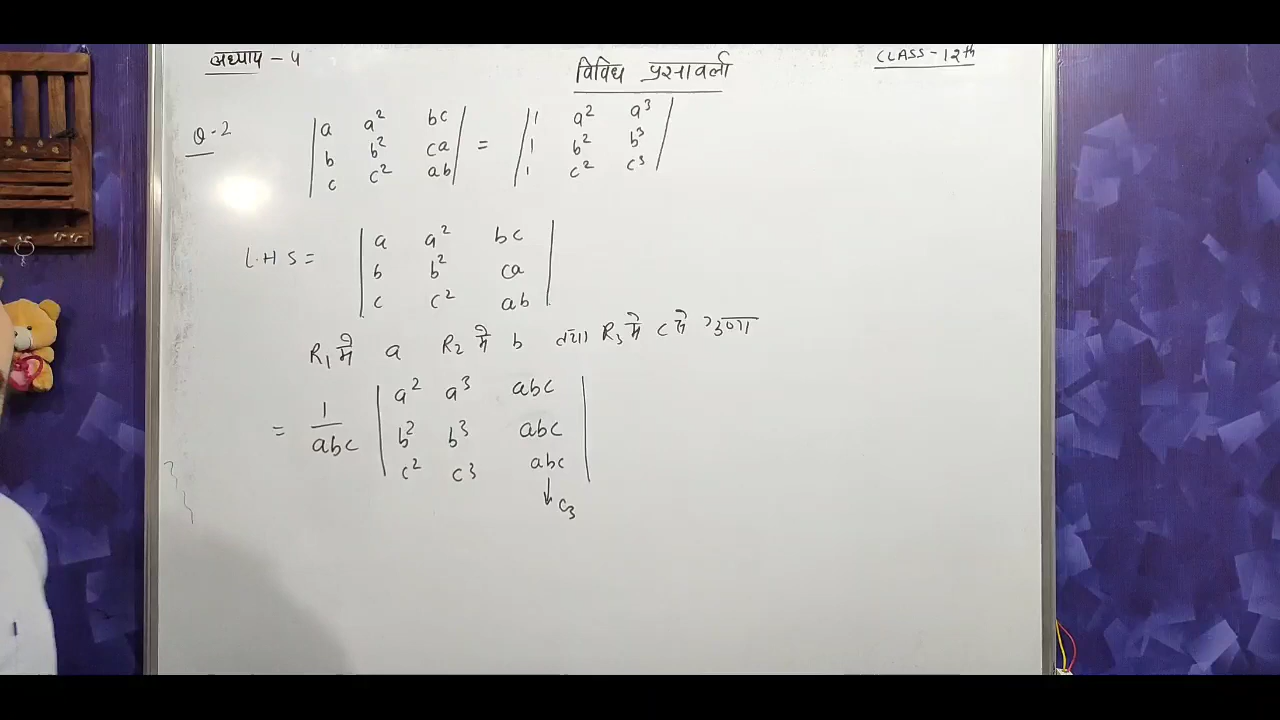 अध्याय - 4 विविध प्रश्नावली CLASS - 12th
Q-2 | a a² bc | = | 1 a² a³ |
| b b² ca | | 1 b² b³ |
| c c² ab | | 1 c² c³ |
L.H.S = | a a² bc |
| b b² ca |
| c c² ab |
R₁ में a R₂ में b तथा R₃ में c से गुणा
= 1/abc | a² a³ abc |
| b² b³ abc |
| c² c³ abc |
↓ C₃